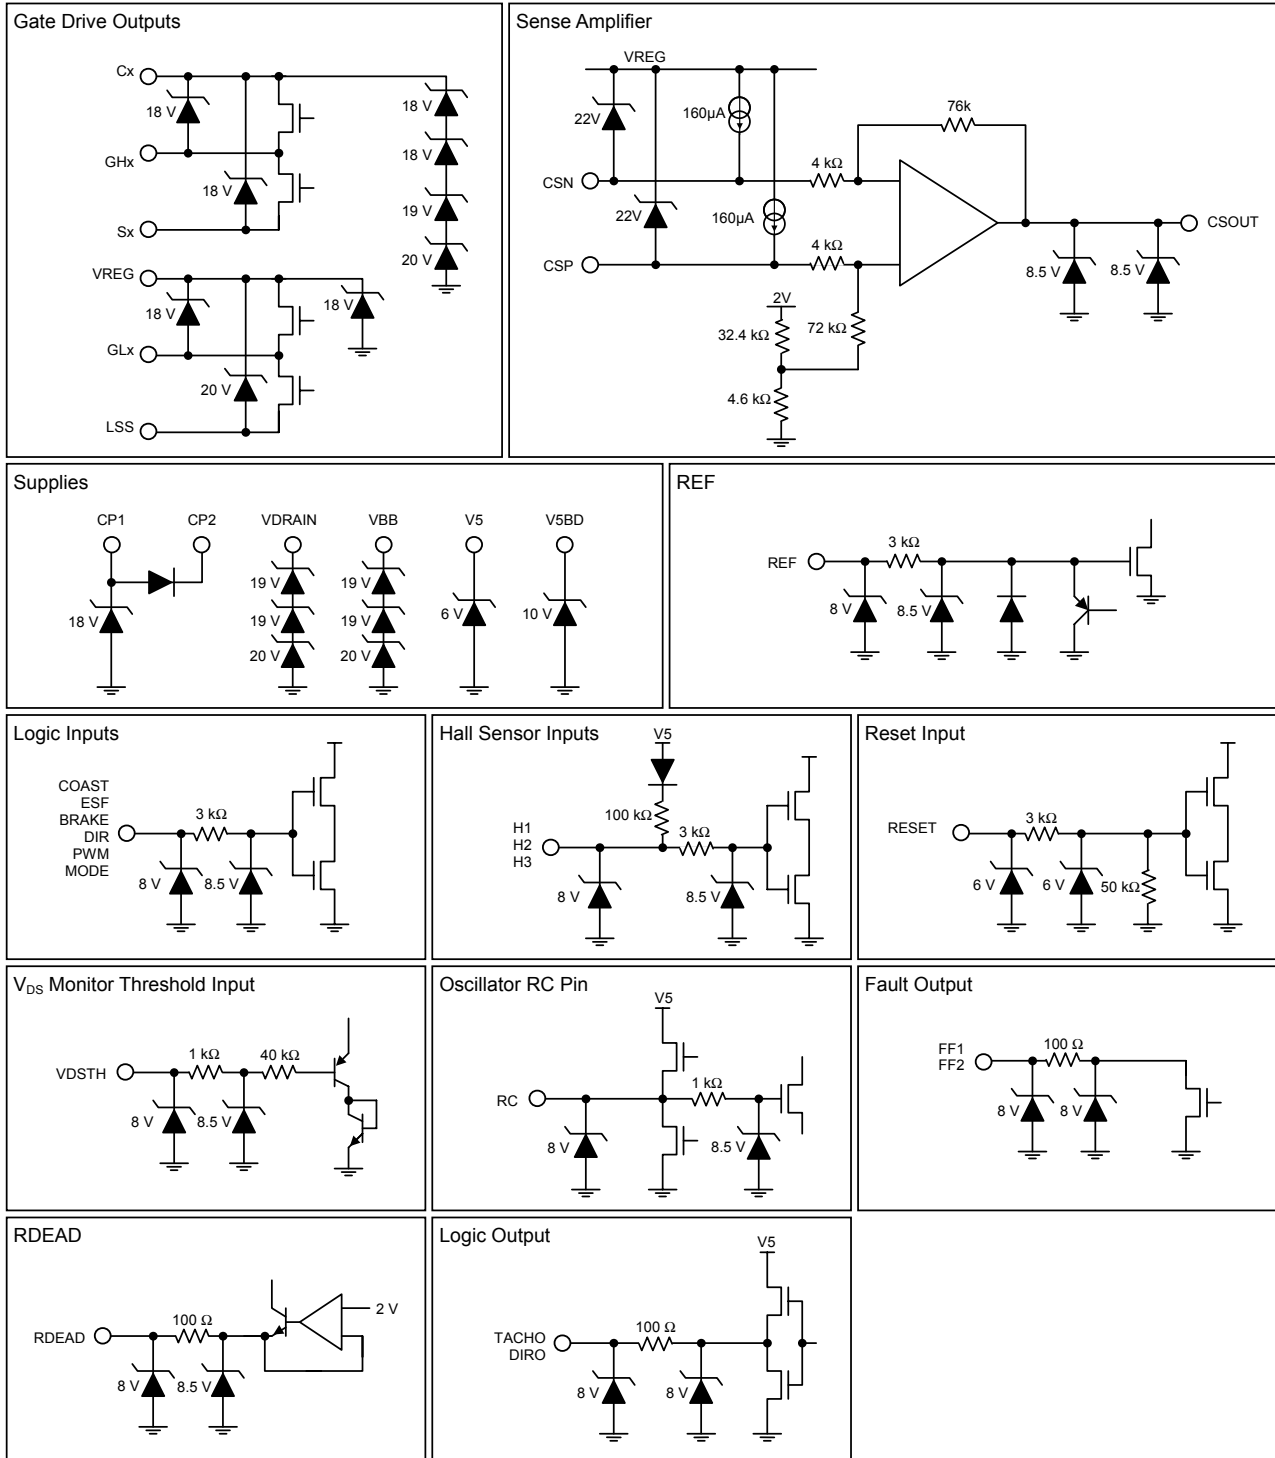 Gate Drive Outputs
Cx
18 V
GHx
18 V
Sx
18 V
18 V
19 V
20 V
VREG
18 V
18 V
GLx
20 V
LSS
Sense Amplifier
VREG
22V
160µA
76k
4 kΩ
CSN
22V
160µA
4 kΩ
CSP
CSOUT
8.5 V
8.5 V
2V
32.4 kΩ
72 kΩ
4.6 kΩ
Supplies
CP1
CP2
VDRAIN
VBB
V5
V5BD
18 V
19 V
19 V
20 V
19 V
19 V
20 V
6 V
10 V
REF
REF
3 kΩ
8 V
8.5 V
Logic Inputs
COAST
ESF
BRAKE
DIR
PWM
MODE
3 kΩ
8 V
8.5 V
Hall Sensor Inputs
V5
100 kΩ
3 kΩ
H1
H2
H3
8 V
8.5 V
Reset Input
RESET
3 kΩ
6 V
6 V
50 kΩ
VDS Monitor Threshold Input
VDSTH
1 kΩ
40 kΩ
8 V
8.5 V
Oscillator RC Pin
V5
RC
1 kΩ
8 V
8.5 V
Fault Output
FF1
FF2
100 Ω
8 V
8 V
RDEAD
RDEAD
100 Ω
2 V
8 V
8.5 V
Logic Output
V5
TACHO
DIRO
100 Ω
8 V
8 V